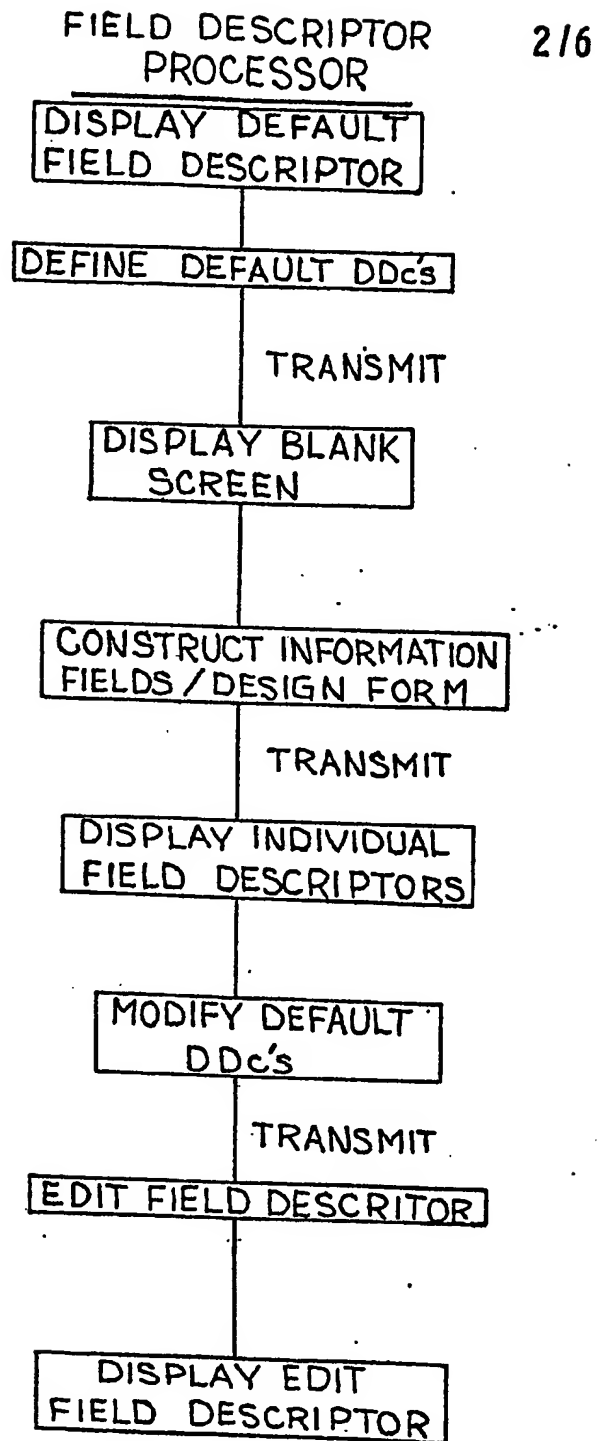 FIELD DESCRIPTOR
PROCESSOR
2/6
DISPLAY DEFAULT
FIELD DESCRIPTOR
DEFINE DEFAULT DDc's
TRANSMIT
DISPLAY BLANK
SCREEN
CONSTRUCT INFORMATION
FIELDS/DESIGN FORM
TRANSMIT
DISPLAY INDIVIDUAL
FIELD DESCRIPTORS
MODIFY DEFAULT
DDc's
TRANSMIT
EDIT FIELD DESCRITOR
DISPLAY EDIT
FIELD DESCRIPTOR